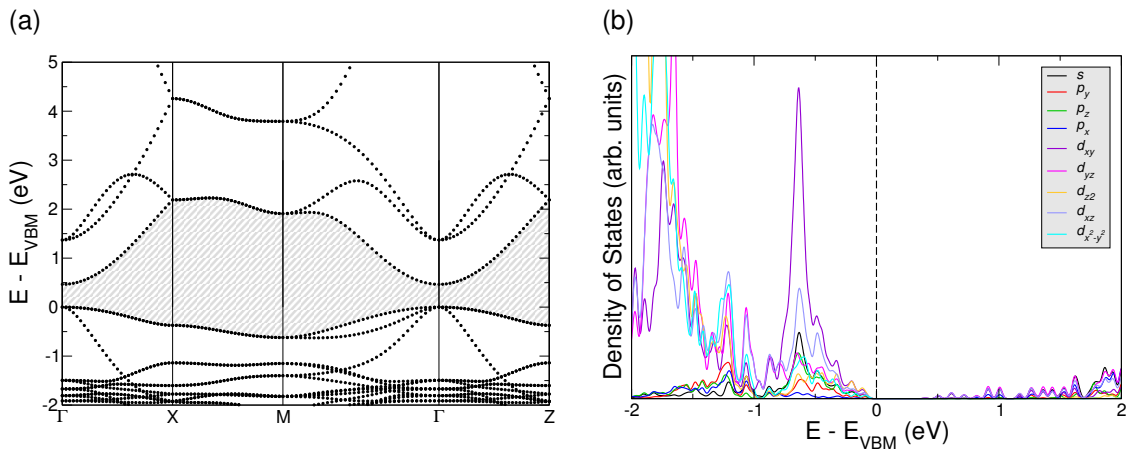 (a)
(b)
E - E_VBM (eV)
5
4
3
2
1
0
-1
-2
Γ
X
M
Γ
Z
Density of States (arb. units)
s
p_y
p_z
p_x
d_xy
d_yz
d_z2
d_xz
d_x²-y²
-2
-1
0
1
2
E - E_VBM (eV)